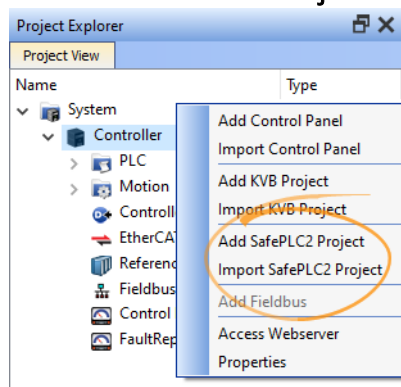 Project Explorer
Project View
Name Type
System
Controller
PLC
Motion
Controll
EtherCA
Referenc
Fieldbus
Control
FaultRep
Add Control Panel
Import Control Panel
Add KVB Project
Import KVB Project
Add SafePLC2 Project
Import SafePLC2 Project
Add Fieldbus
Access Webserver
Properties